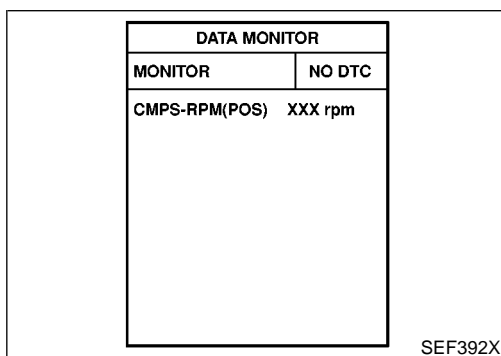 DATA MONITOR
MONITOR NO DTC
CMPS-RPM(POS) XXX rpm
SEF392X